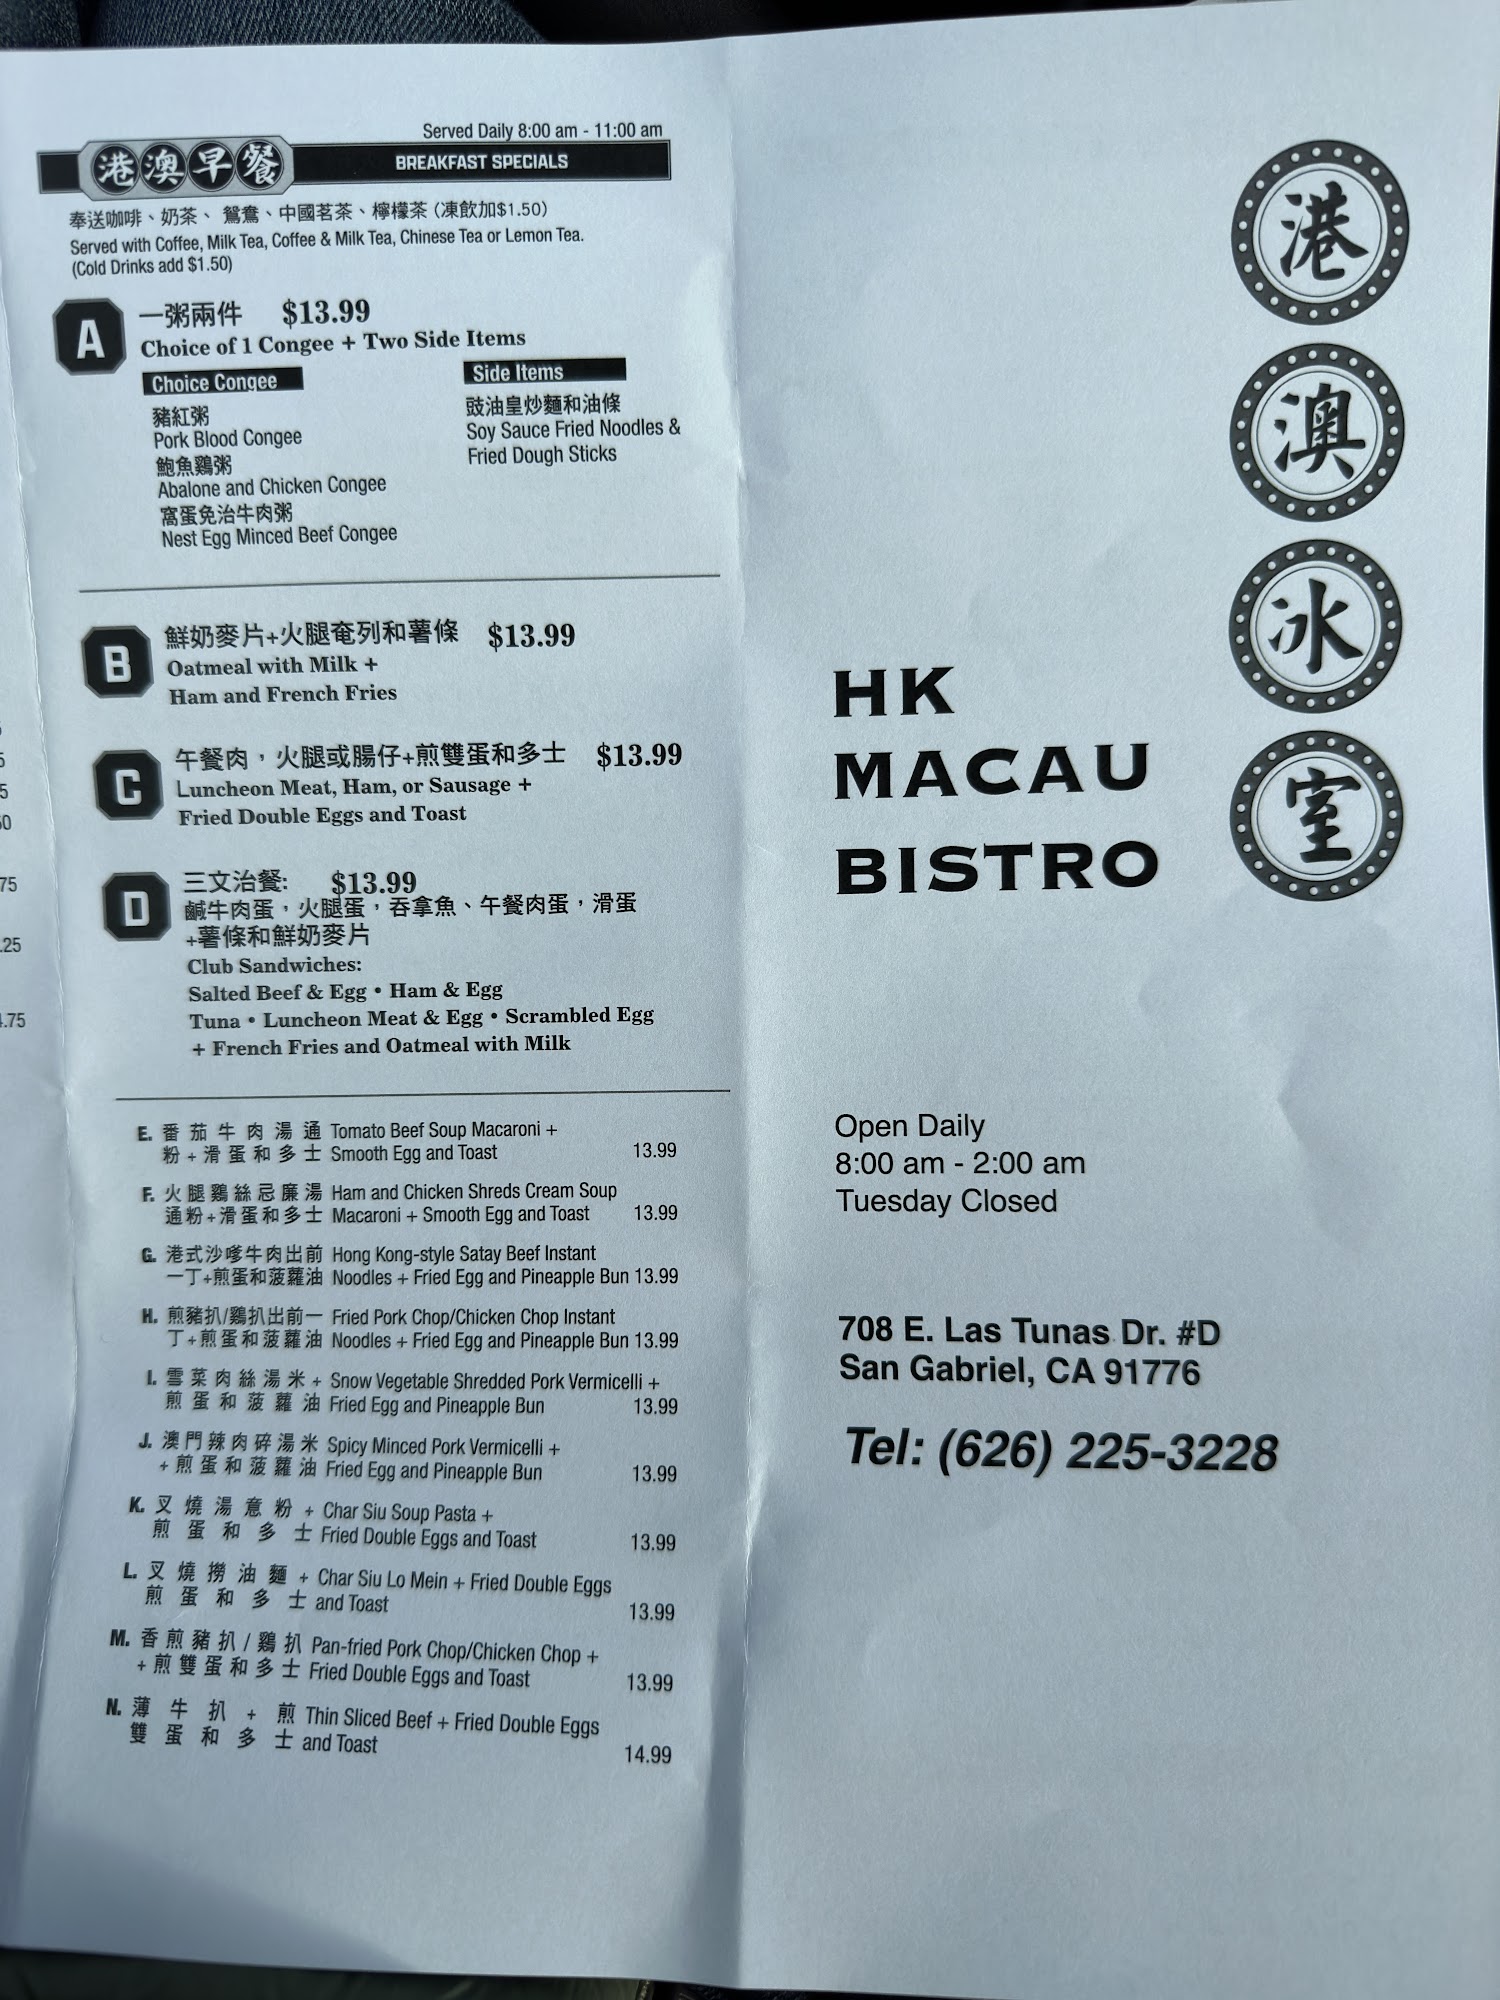 Served Daily 8:00 am - 11:00 am
港澳早餐
BREAKFAST SPECIALS
奉送咖啡、奶茶、鴛鴦、中國茗茶、檸檬茶 (凍飲加$1.50)
Served with Coffee, Milk Tea, Coffee & Milk Tea, Chinese Tea or Lemon Tea.
(Cold Drinks add $1.50)
A
一粥兩件 $13.99
Choice of 1 Congee + Two Side Items
Choice Congee
豬紅粥
Pork Blood Congee
鮑魚鷄粥
Abalone and Chicken Congee
窩蛋免治牛肉粥
Nest Egg Minced Beef Congee
Side Items
豉油皇炒麵和油條
Soy Sauce Fried Noodles &
Fried Dough Sticks
B
鮮奶麥片+火腿奄列和薯條 $13.99
Oatmeal with Milk +
Ham and French Fries
C
午餐肉，火腿或腸仔+煎雙蛋和多士 $13.99
Luncheon Meat, Ham, or Sausage +
Fried Double Eggs and Toast
D
三文治餐: $13.99
鹹牛肉蛋，火腿蛋，吞拿魚、午餐肉蛋，滑蛋
+薯條和鮮奶麥片
Club Sandwiches:
Salted Beef & Egg • Ham & Egg
Tuna • Luncheon Meat & Egg • Scrambled Egg
+ French Fries and Oatmeal with Milk
E. 番茄牛肉湯通 Tomato Beef Soup Macaroni +
粉+滑蛋和多士 Smooth Egg and Toast 13.99
F. 火腿鷄絲忌廉湯 Ham and Chicken Shreds Cream Soup
通粉+滑蛋和多士 Macaroni + Smooth Egg and Toast 13.99
G. 港式沙嗲牛肉出前 Hong Kong-style Satay Beef Instant
一丁+煎蛋和菠蘿油 Noodles + Fried Egg and Pineapple Bun 13.99
H. 煎豬扒/鷄扒出前一 Fried Pork Chop/Chicken Chop Instant
丁+煎蛋和菠蘿油 Noodles + Fried Egg and Pineapple Bun 13.99
I. 雪菜肉絲湯米+ Snow Vegetable Shredded Pork Vermicelli +
煎蛋和菠蘿油 Fried Egg and Pineapple Bun 13.99
J. 澳門辣肉碎湯米 Spicy Minced Pork Vermicelli +
+煎蛋和菠蘿油 Fried Egg and Pineapple Bun 13.99
K. 叉燒湯意粉+ Char Siu Soup Pasta +
煎蛋和多士 Fried Double Eggs and Toast 13.99
L. 叉燒撈油麵+ Char Siu Lo Mein + Fried Double Eggs
煎蛋和多士 and Toast 13.99
M. 香煎豬扒/鷄扒 Pan-fried Pork Chop/Chicken Chop +
+煎雙蛋和多士 Fried Double Eggs and Toast 13.99
N. 薄牛扒+煎 Thin Sliced Beef + Fried Double Eggs
雙蛋和多士 and Toast 14.99
港
澳
冰
室
HK
MACAU
BISTRO
Open Daily
8:00 am - 2:00 am
Tuesday Closed
708 E. Las Tunas Dr. #D
San Gabriel, CA 91776
Tel: (626) 225-3228